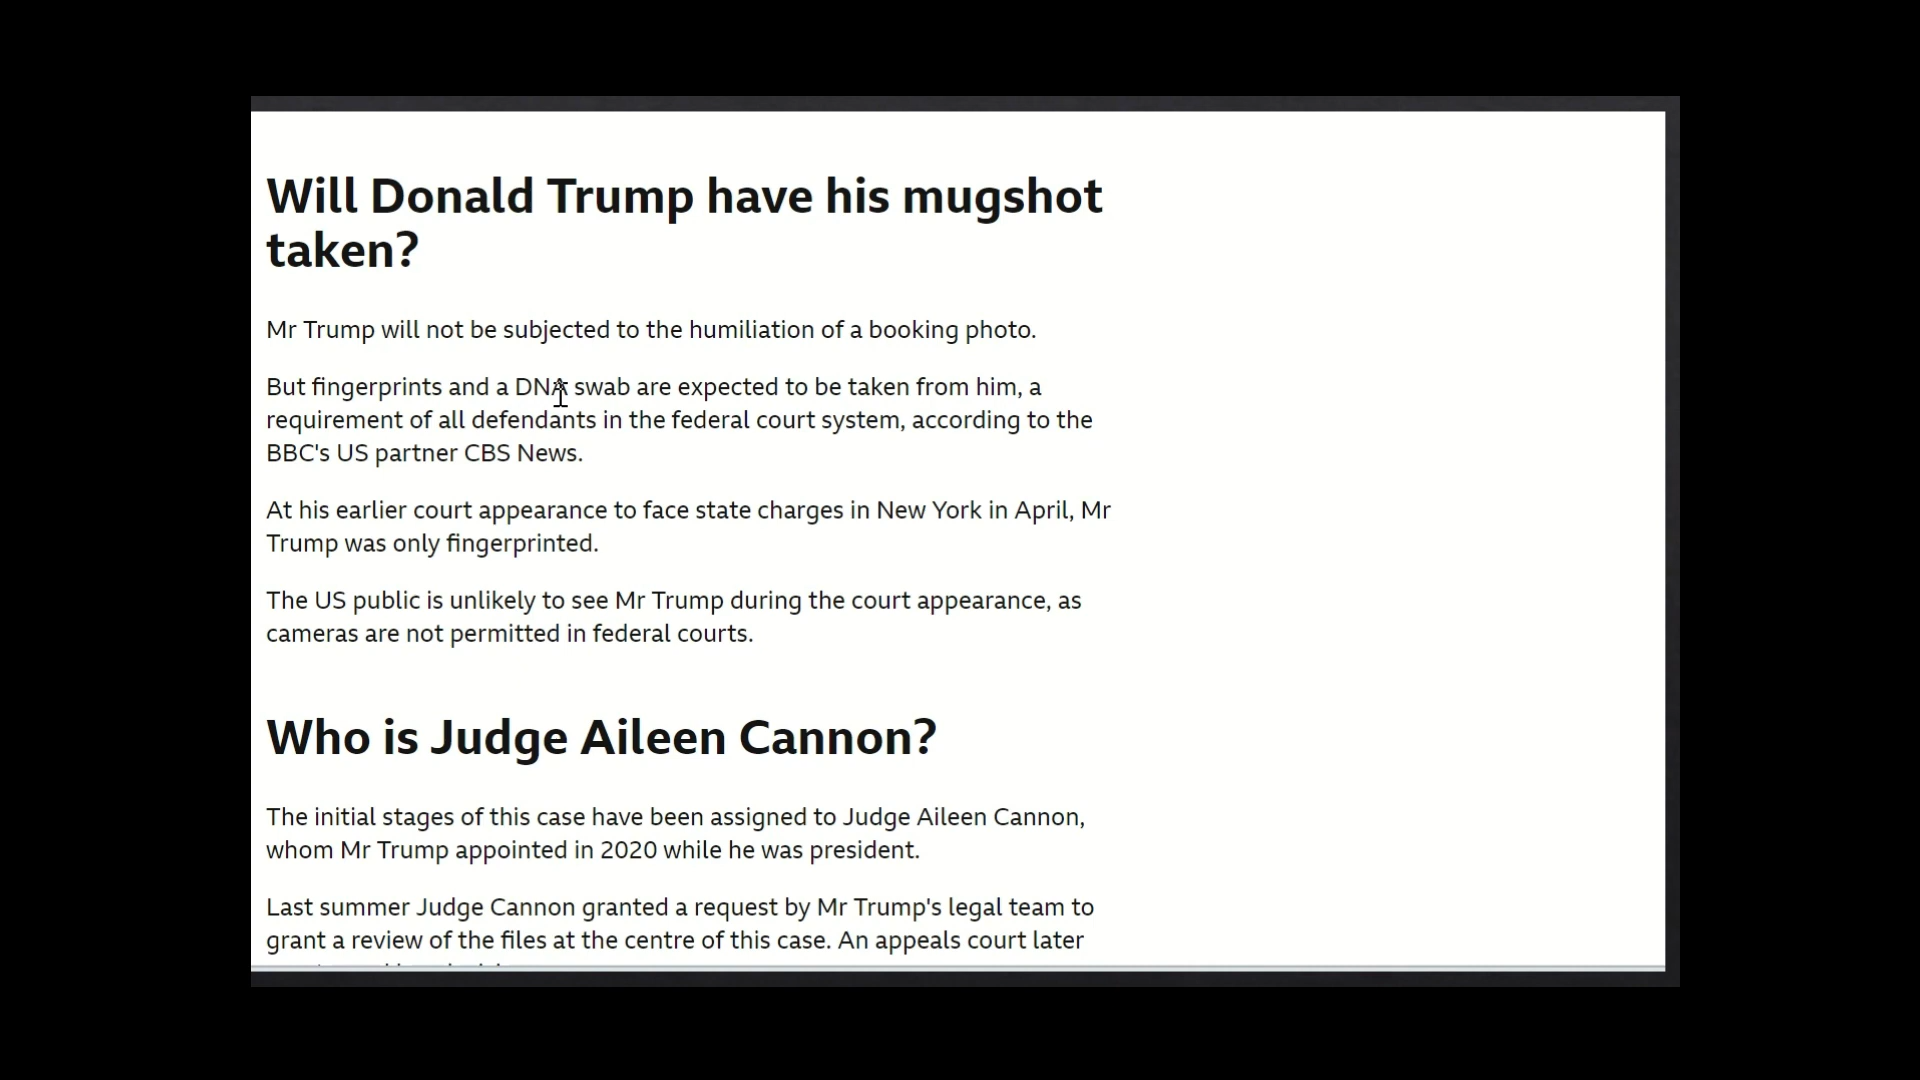 Will Donald Trump have his mugshot
taken?
Mr Trump will not be subjected to the humiliation of a booking photo.
But fingerprints and a DNA swab are expected to be taken from him, a
requirement of all defendants in the federal court system, according to the
BBC's US partner CBS News.
At his earlier court appearance to face state charges in New York in April, Mr
Trump was only fingerprinted.
The US public is unlikely to see Mr Trump during the court appearance, as
cameras are not permitted in federal courts.
Who is Judge Aileen Cannon?
The initial stages of this case have been assigned to Judge Aileen Cannon,
whom Mr Trump appointed in 2020 while he was president.
Last summer Judge Cannon granted a request by Mr Trump's legal team to
grant a review of the files at the centre of this case. An appeals court later